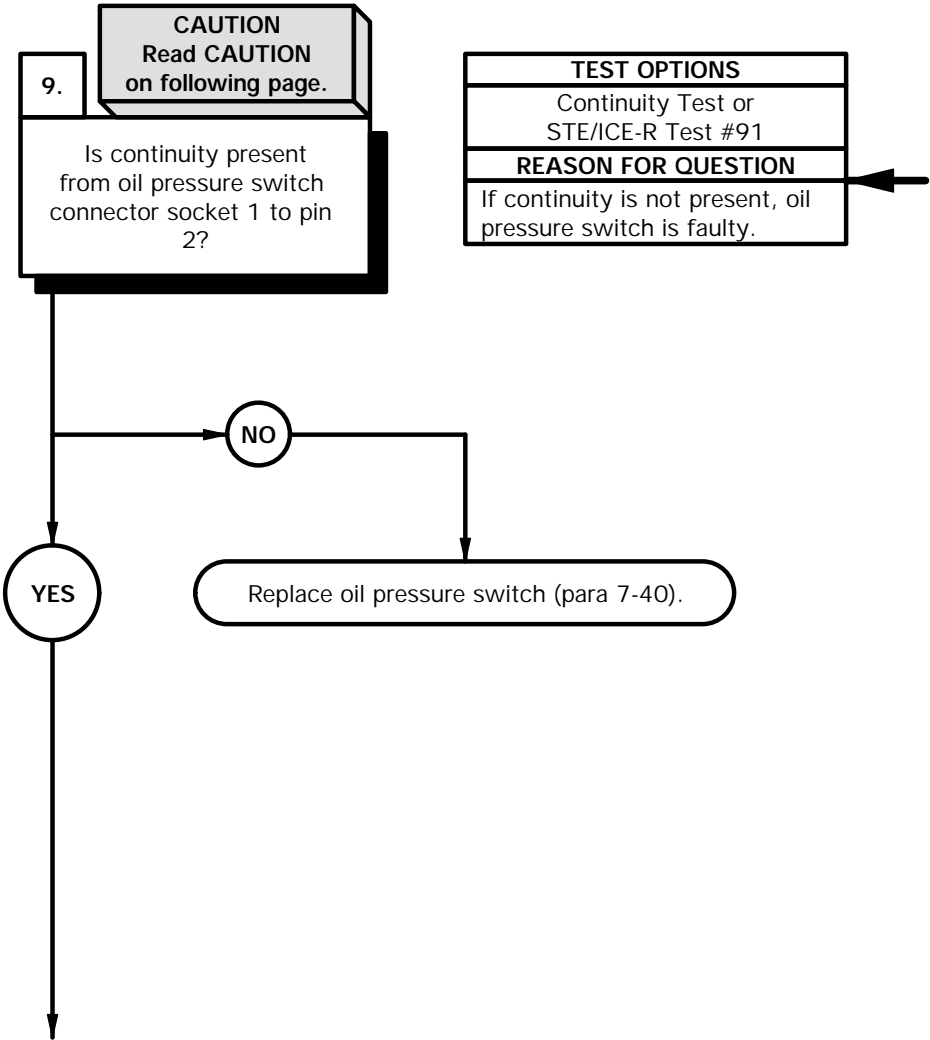 CAUTION
Read CAUTION
on following page.
9.
Is continuity present
from oil pressure switch
connector socket 1 to pin
2?
TEST OPTIONS
Continuity Test or
STE/ICE-R Test #91
REASON FOR QUESTION
If continuity is not present, oil
pressure switch is faulty.
NO
YES
Replace oil pressure switch (para 7-40).